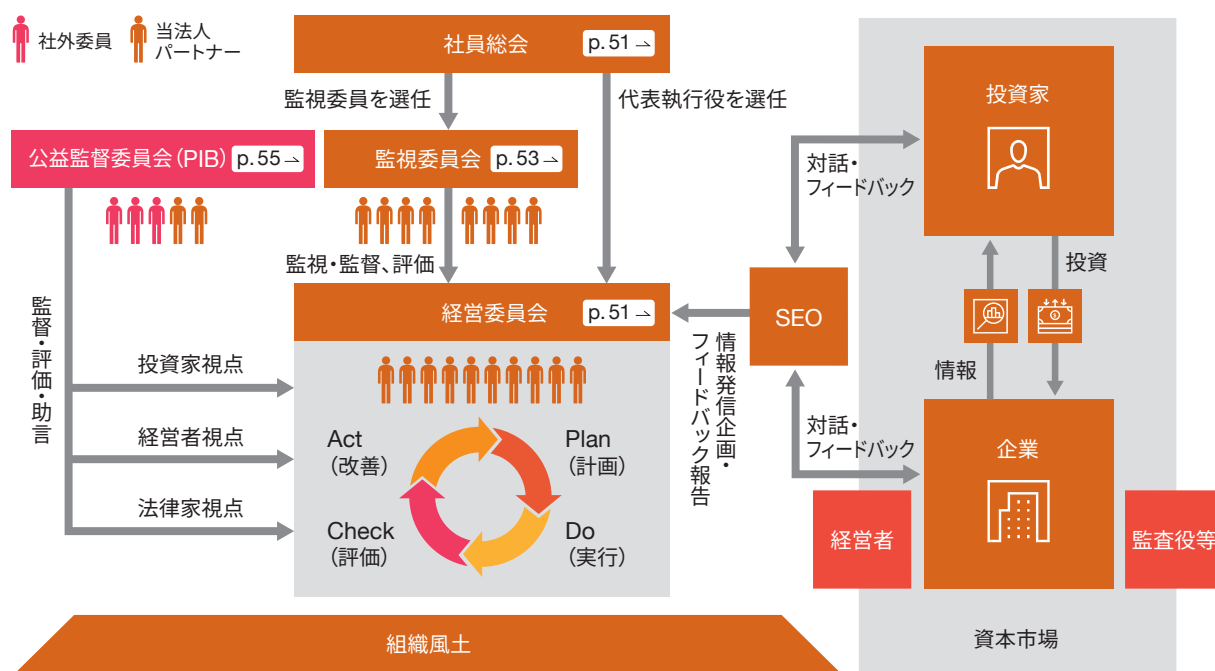 社外委員
当法人
パートナー
社員総会
p. 51→
監視委員を選任
代表執行役を選任
公益監督委員会(PIB)
p. 55→
監視委員会
p. 53→
監視・監督、評価
経営委員会
p. 51→
監督・評価・助言
投資家視点
経営者視点
法律家視点
Act
(改善)
Plan
(計画)
Check
(評価)
Do
(実行)
組織風土
SEO
情報発信企画・
フィードバック報告
対話・
フィードバック
対話・
フィードバック
投資家
投資
情報
企業
経営者
監査役等
資本市場